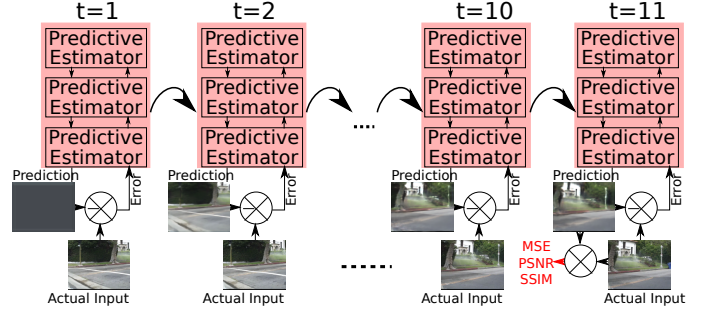 t=1
t=2
t=10
t=11
Predictive
Estimator
Predictive
Estimator
Predictive
Estimator
Prediction
Error
Actual Input
Predictive
Estimator
Predictive
Estimator
Predictive
Estimator
Prediction
Error
Actual Input
Predictive
Estimator
Predictive
Estimator
Predictive
Estimator
Prediction
Error
Actual Input
Predictive
Estimator
Predictive
Estimator
Predictive
Estimator
Prediction
Error
MSE
PSNR
SSIM
Actual Input